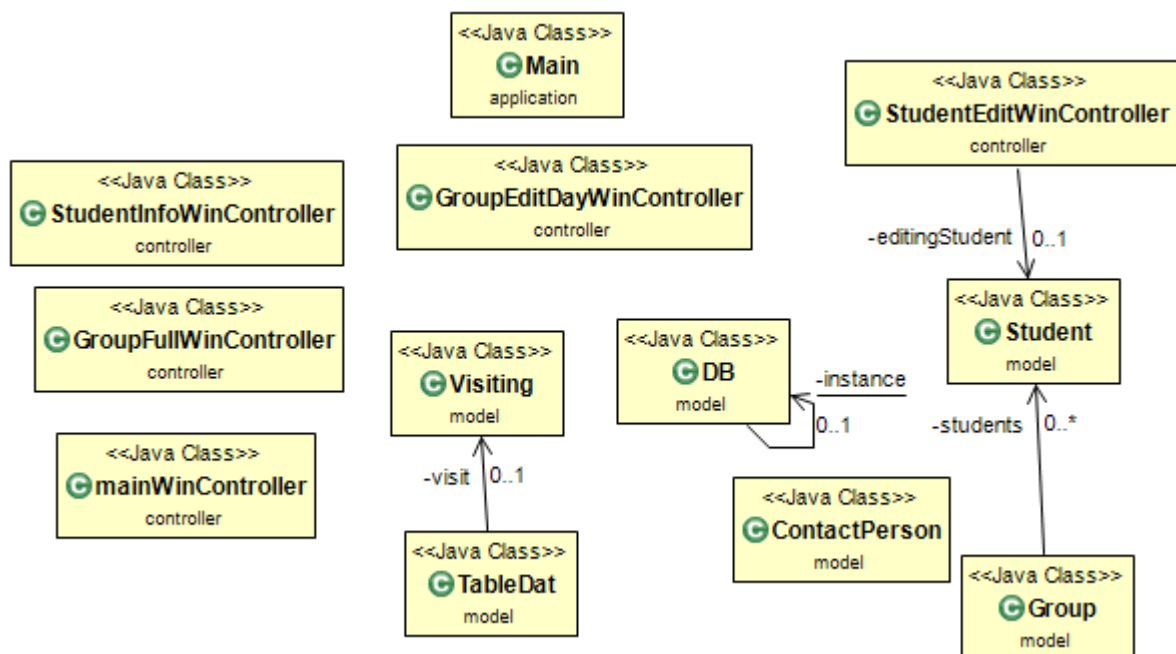 <<Java Class>>
Main
application
<<Java Class>>
StudentEditWinController
controller
<<Java Class>>
GroupEditDayWinController
controller
<<Java Class>>
StudentInfoWinController
controller
-editingStudent 0..1
<<Java Class>>
GroupFullWinController
controller
<<Java Class>>
Student
model
<<Java Class>>
Visiting
model
<<Java Class>>
DB
model
-instance
0..1
-students 0..*
<<Java Class>>
mainWinController
controller
-visit 0..1
<<Java Class>>
ContactPerson
model
<<Java Class>>
TableDat
model
<<Java Class>>
Group
model